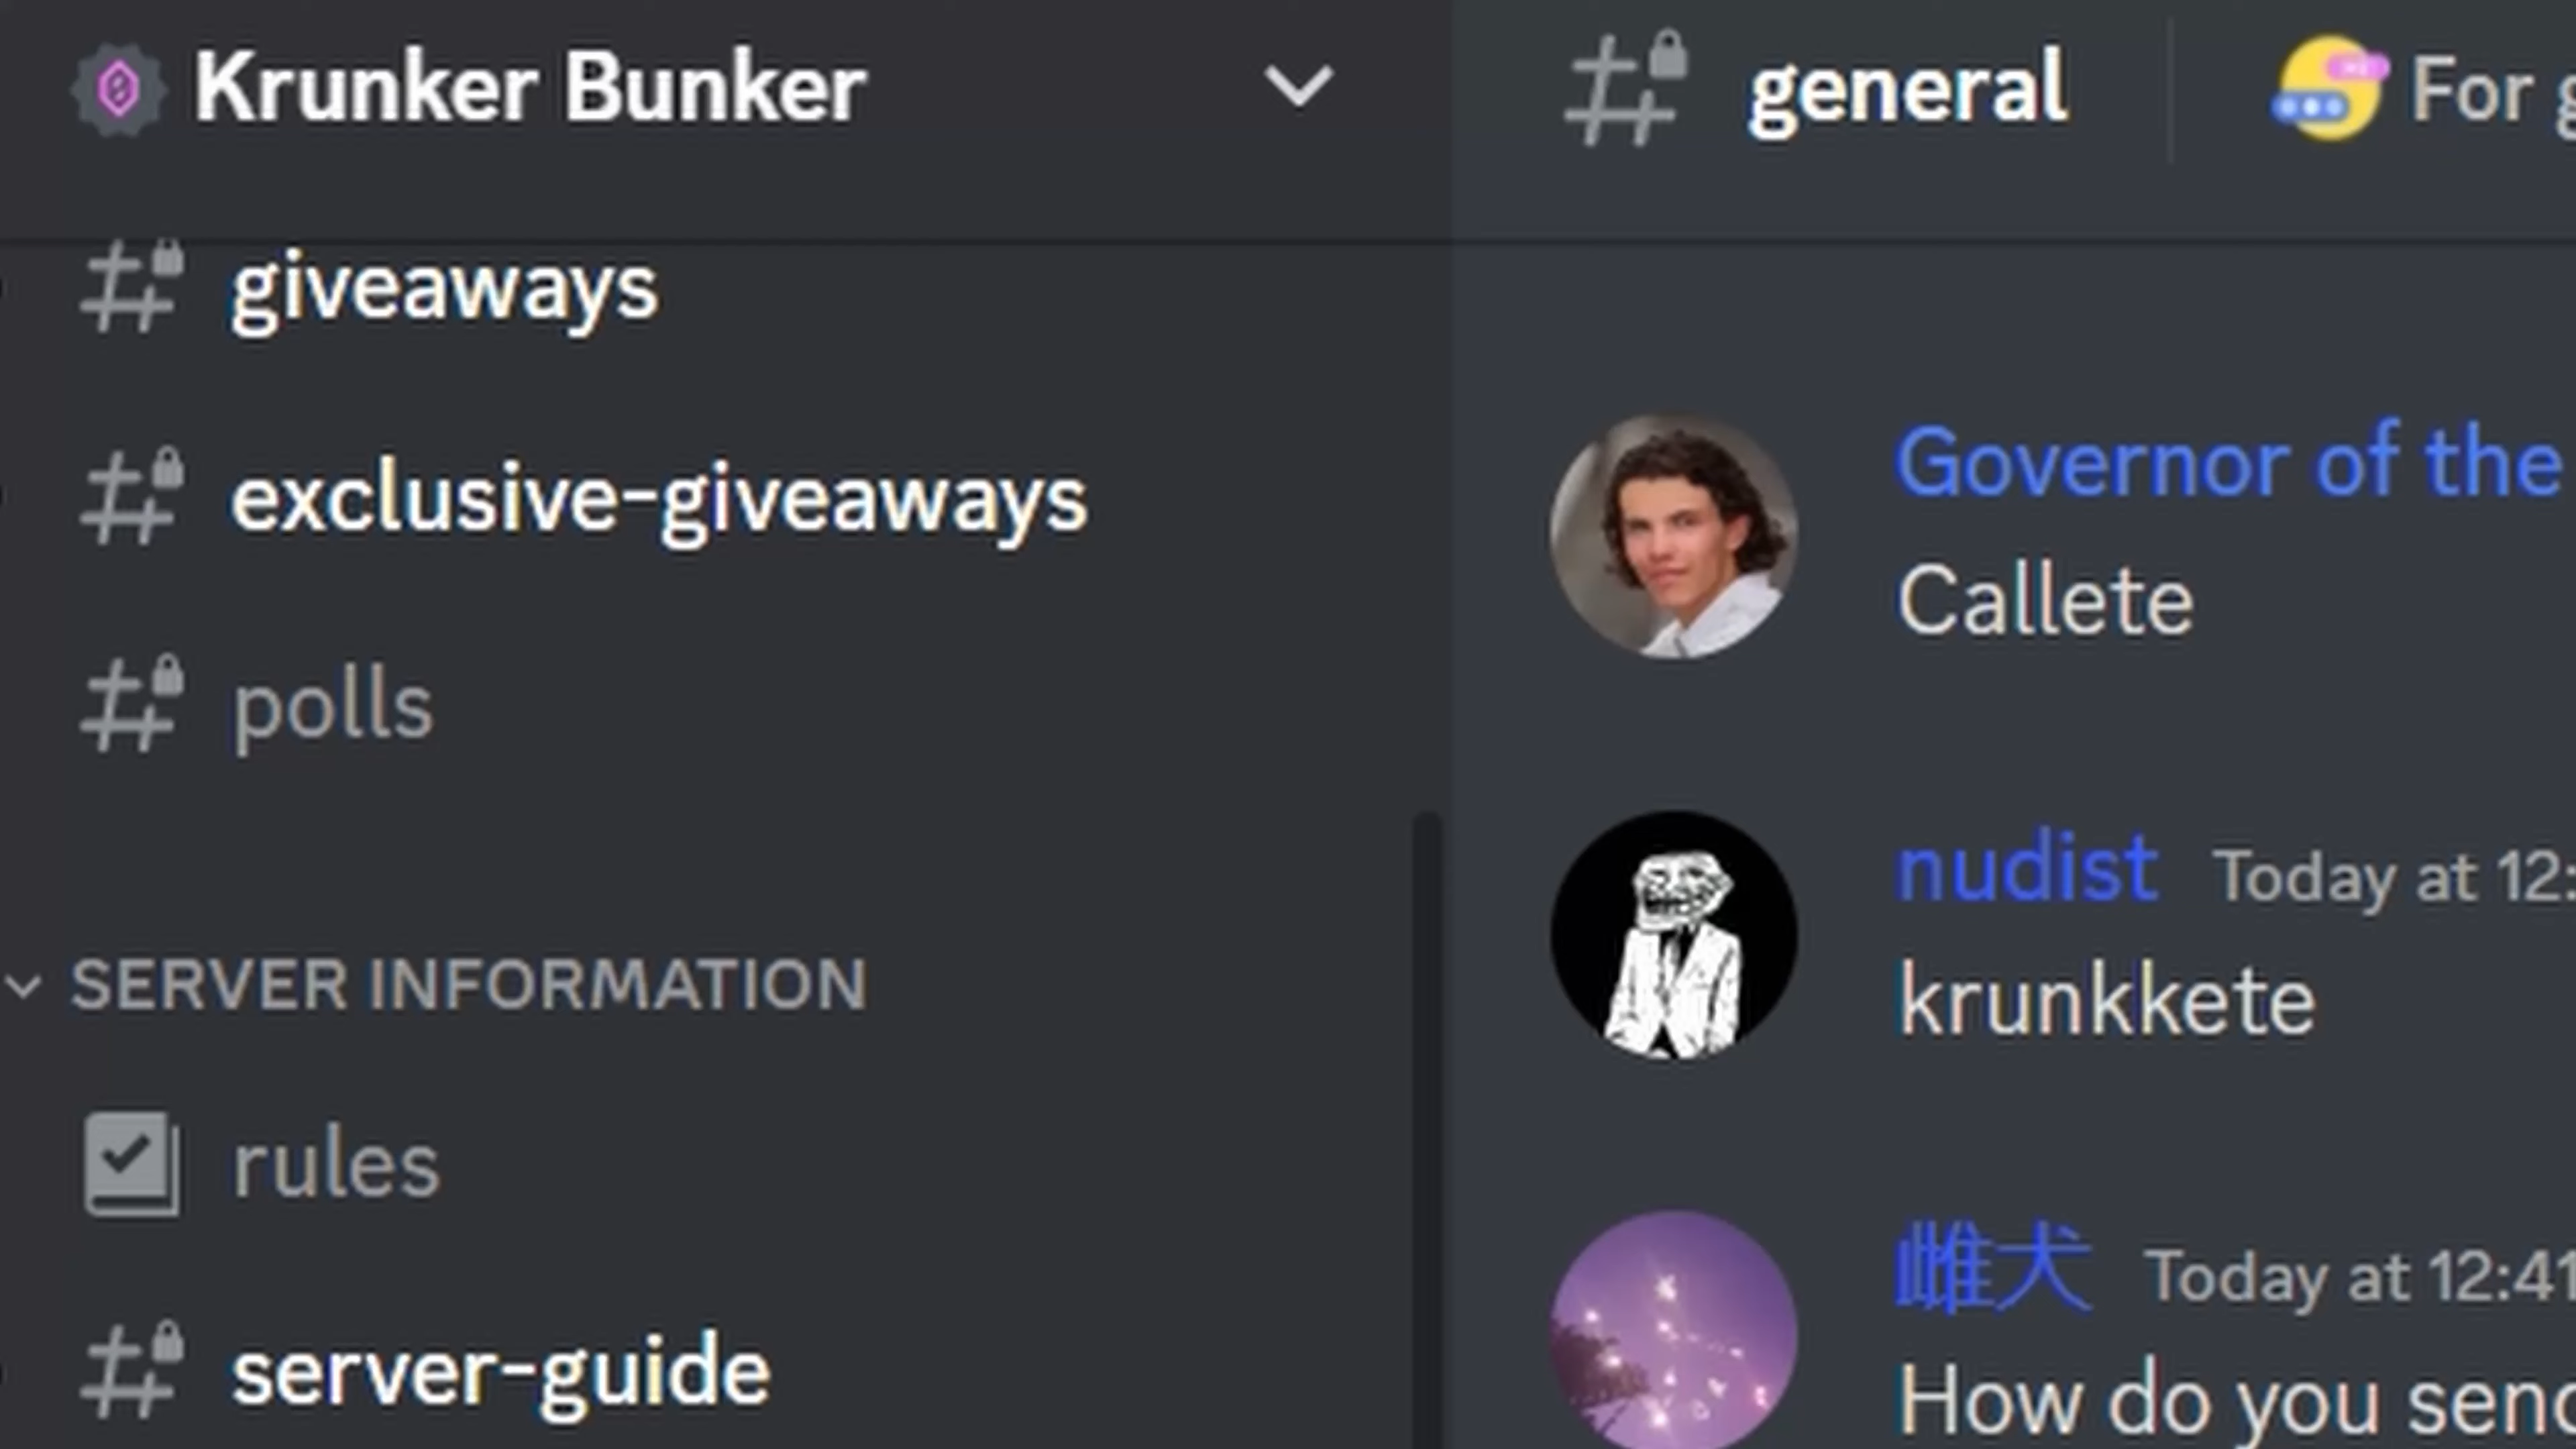 Krunker Bunker
giveaways
exclusive-giveaways
polls
SERVER INFORMATION
rules
server-guide
general
For g
Governor of the
Callete
nudist Today at 12:
krunkkete
雌犬 Today at 12:41
How do you send